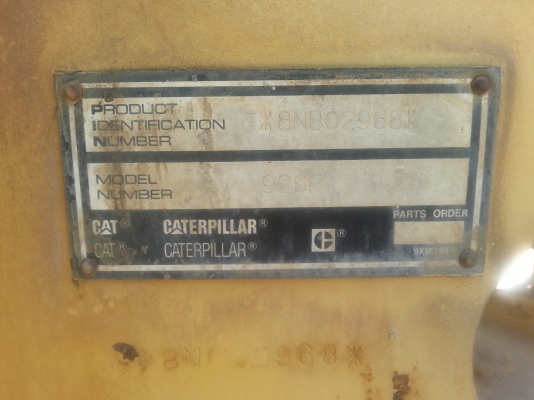 PRODUCT
IDENTIFICATION
NUMBER
*8NB02968*
MODEL
NUMBER
PARTS ORDER
CAT® CATERPILLAR®
CAT® CATERPILLAR®
®